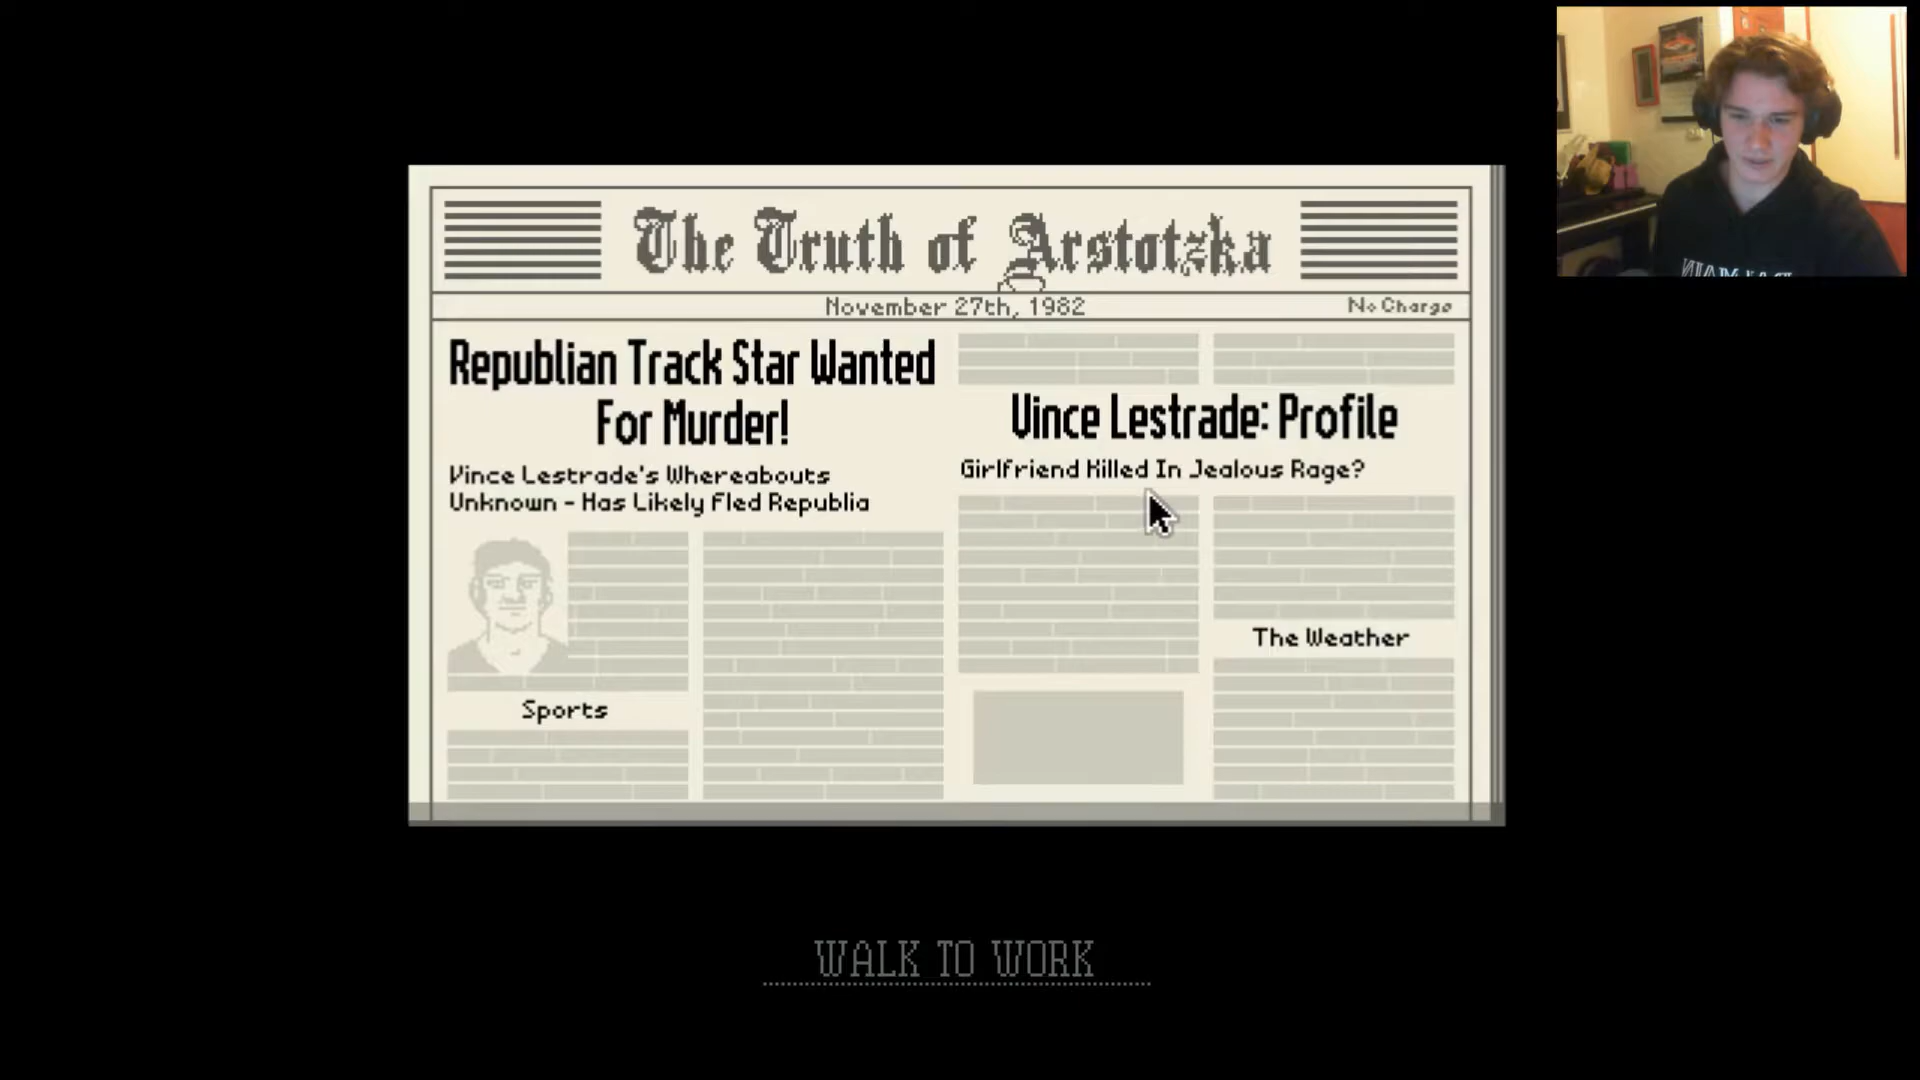 The Truth of Arstotzka
November 27th, 1982
No Charge
Republian Track Star Wanted
For Murder!
Vince Lestrade's Whereabouts
Unknown - Has Likely Fled Republia
Sports
Vince Lestrade: Profile
Girlfriend Killed In Jealous Rage?
The Weather
WALK TO WORK